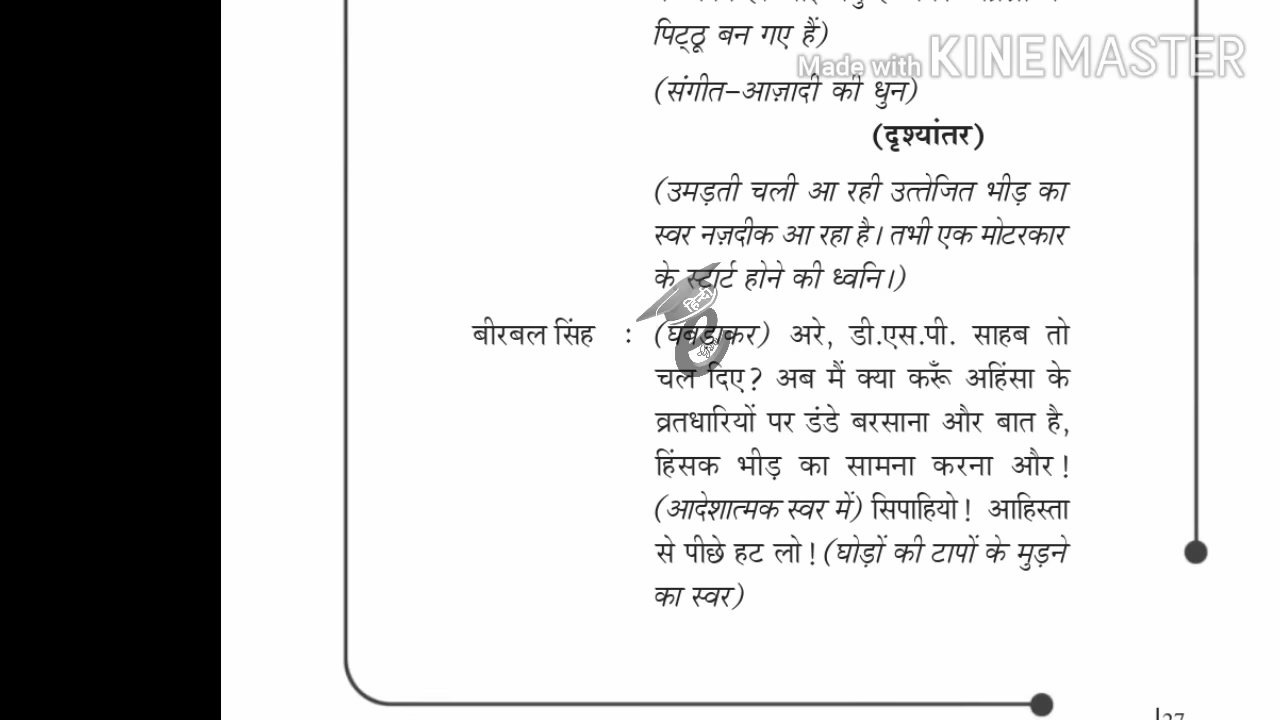 पिट्ठू बन गए हैं)
Made with KINEMASTER
(संगीत–आज़ादी की धुन)
(दृश्यांतर)
(उमड़ती चली आ रही उत्तेजित भीड़ का
स्वर नज़दीक आ रहा है। तभी एक मोटरकार
के स्टार्ट होने की ध्वनि।)
हिन्दी
e
बीरबल सिंह : (घबड़ाकर) अरे, डी.एस.पी. साहब तो
चल दिए? अब मैं क्या करूँ अहिंसा के
व्रतधारियों पर डंडे बरसाना और बात है,
हिंसक भीड़ का सामना करना और!
(आदेशात्मक स्वर में) सिपाहियो! आहिस्ता
से पीछे हट लो! (घोड़ों की टापों के मुड़ने
का स्वर)